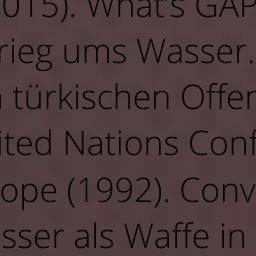 015). What's GAP
rieg ums Wasser.
türkischen Offen
ited Nations Conf
ope (1992). Conv
sser als Waffe in